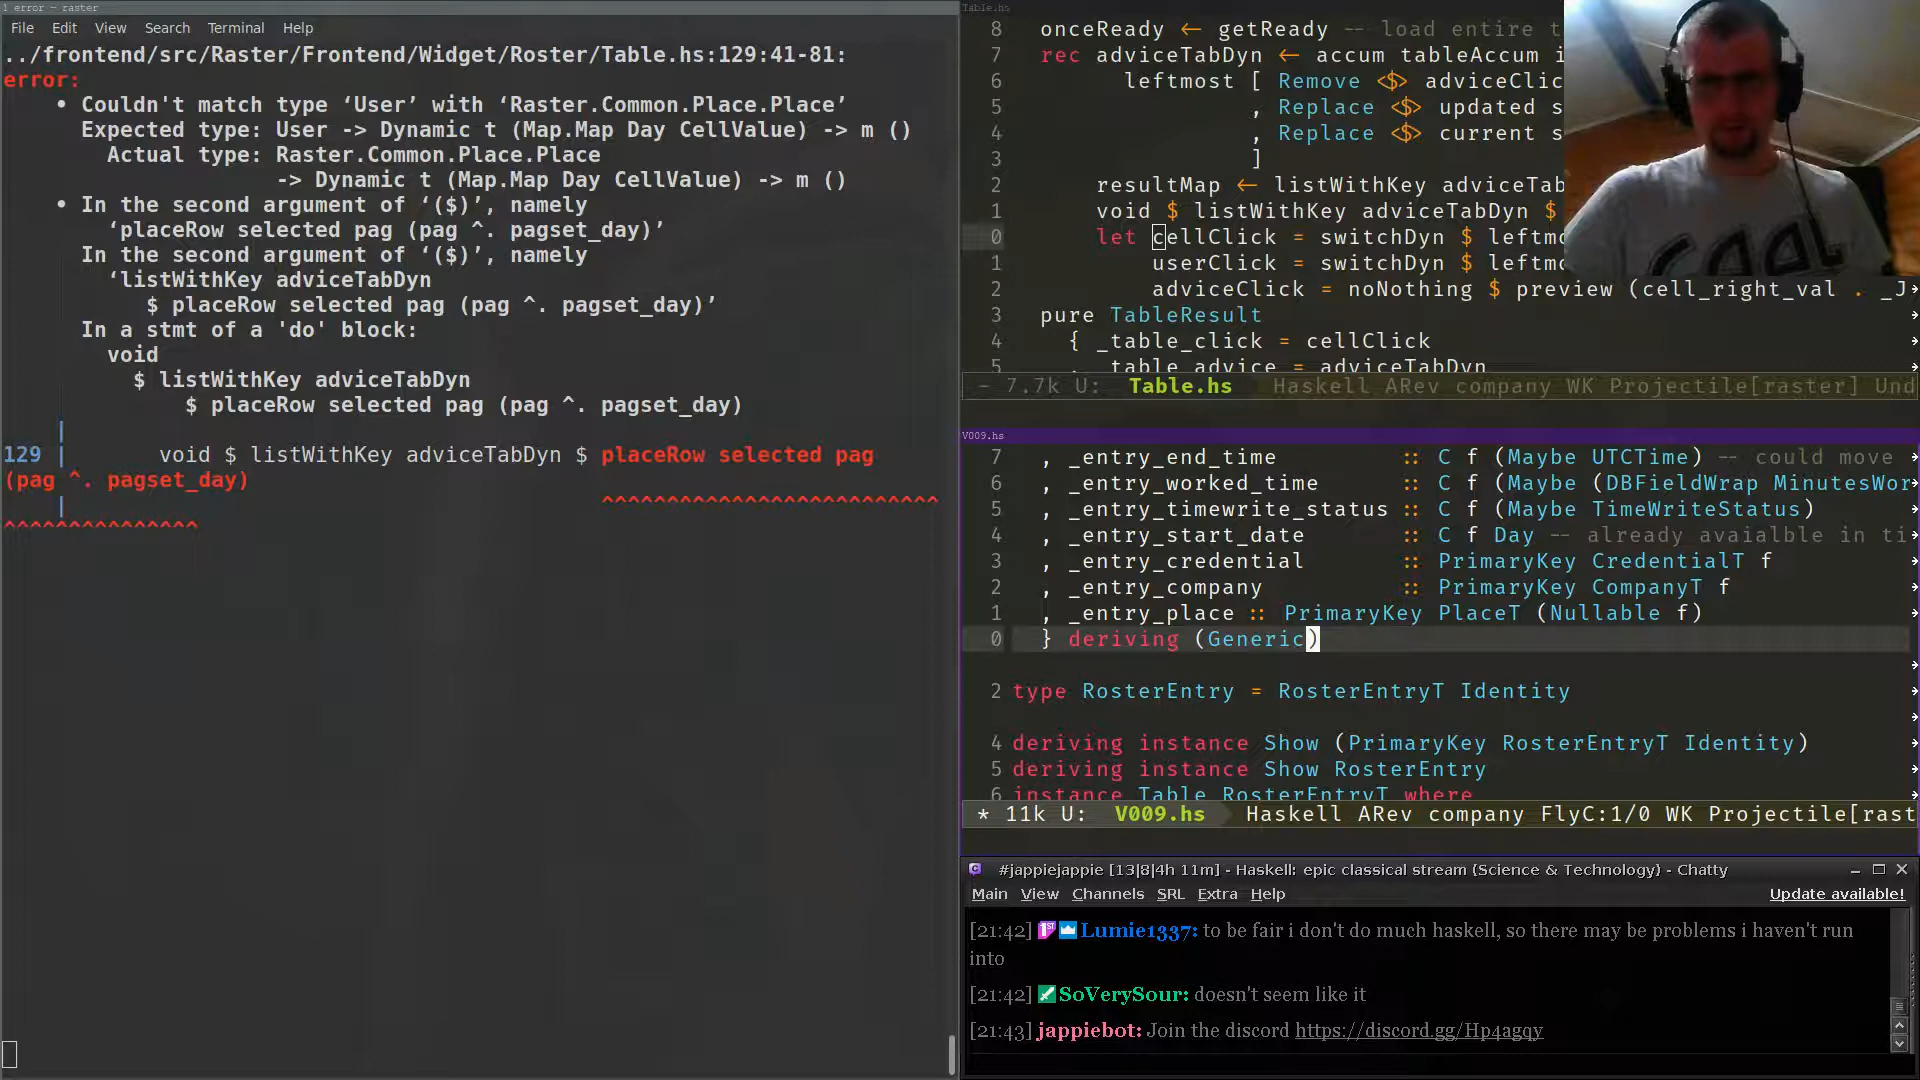 1 error – raster
File Edit View Search Terminal Help
../frontend/src/Raster/Frontend/Widget/Roster/Table.hs:129:41-81:
error:
• Couldn't match type ‘User’ with ‘Raster.Common.Place.Place’
Expected type: User -> Dynamic t (Map.Map Day CellValue) -> m ()
Actual type: Raster.Common.Place.Place
-> Dynamic t (Map.Map Day CellValue) -> m ()
• In the second argument of ‘($)’, namely
‘placeRow selected pag (pag ^. pagset_day)’
In the second argument of ‘($)’, namely
‘listWithKey adviceTabDyn
$ placeRow selected pag (pag ^. pagset_day)’
In a stmt of a 'do' block:
void
$ listWithKey adviceTabDyn
$ placeRow selected pag (pag ^. pagset_day)
|
129 | void $ listWithKey adviceTabDyn $ placeRow selected pag
(pag ^. pagset_day)
| ^^^^^^^^^^^^^^^^^^^^^^^^^^
^^^^^^^^^^^^^^^
Table.hs
8 onceReady ← getReady -- load entire t
7 rec adviceTabDyn ← accum tableAccum i
6 leftmost [ Remove <$> adviceClic
5 , Replace <$> updated s
4 , Replace <$> current s
3 ]
2 resultMap ← listWithKey adviceTab
1 void $ listWithKey adviceTabDyn $
0 let cellClick = switchDyn $ leftmo
1 userClick = switchDyn $ leftmo
2 adviceClick = noNothing $ preview (cell_right_val . _J
3 pure TableResult
4 { _table_click = cellClick
5 _table_advice = adviceTabDyn
- 7.7k U: Table.hs Haskell ARev company WK Projectile[raster] Und
V009.hs
7 , _entry_end_time :: C f (Maybe UTCTime) -- could move
6 , _entry_worked_time :: C f (Maybe (DBFieldWrap MinutesWor
5 , _entry_timewrite_status :: C f (Maybe TimeWriteStatus)
4 , _entry_start_date :: C f Day -- already avaialble in ti
3 , _entry_credential :: PrimaryKey CredentialT f
2 , _entry_company :: PrimaryKey CompanyT f
1 , _entry_place :: PrimaryKey PlaceT (Nullable f)
0 } deriving (Generic)
2 type RosterEntry = RosterEntryT Identity
4 deriving instance Show (PrimaryKey RosterEntryT Identity)
5 deriving instance Show RosterEntry
6 instance Table RosterEntryT where
* 11k U: V009.hs Haskell ARev company FlyC:1/0 WK Projectile[rast
#jappiejappie [13|8|4h 11m] - Haskell: epic classical stream (Science & Technology) - Chatty
Main View Channels SRL Extra Help Update available!
[21:42] Lumie1337: to be fair i don't do much haskell, so there may be problems i haven't run
into
[21:42] SoVerySour: doesn't seem like it
[21:43] jappiebot: Join the discord https://discord.gg/Hp4agqy